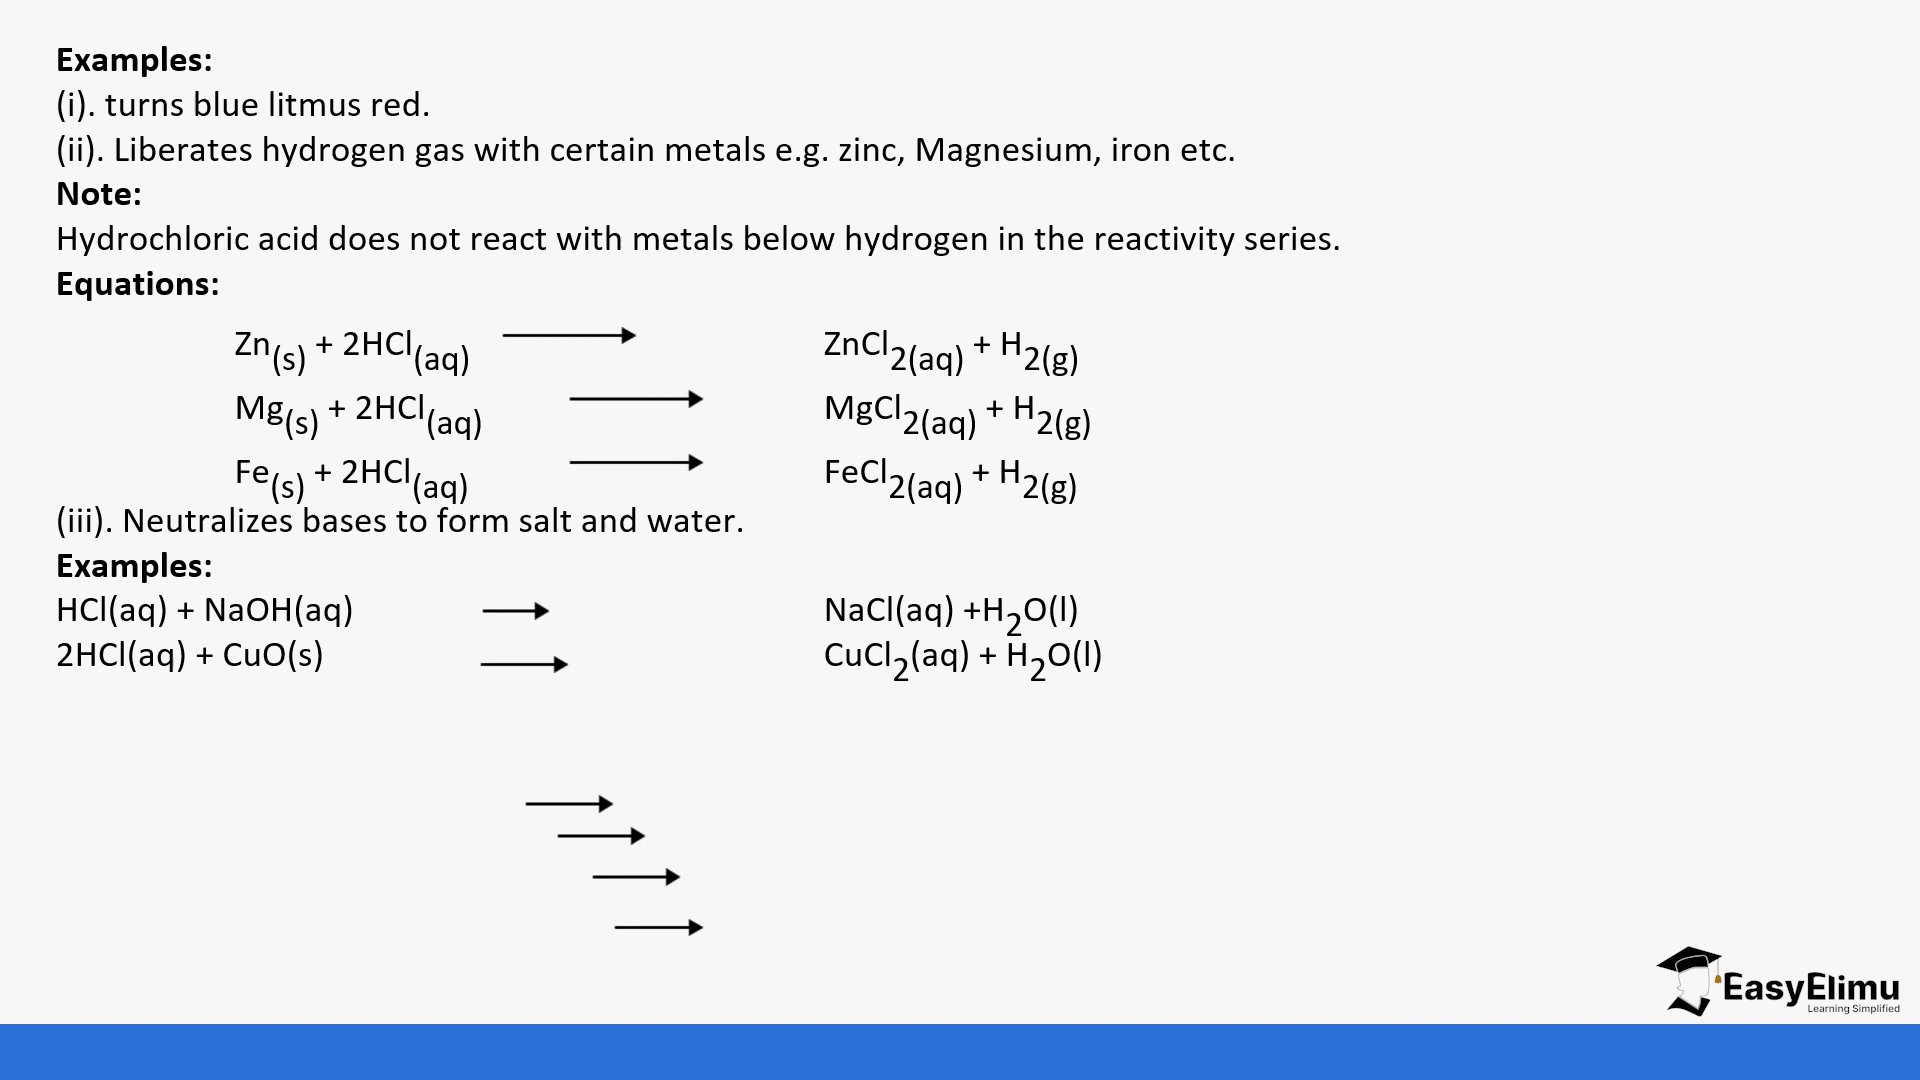 Examples:
(i). turns blue litmus red.
(ii). Liberates hydrogen gas with certain metals e.g. zinc, Magnesium, iron etc.
Note:
Hydrochloric acid does not react with metals below hydrogen in the reactivity series.
Equations:
Zn(s) + 2HCl(aq) → ZnCl2(aq) + H2(g)
Mg(s) + 2HCl(aq) → MgCl2(aq) + H2(g)
Fe(s) + 2HCl(aq) → FeCl2(aq) + H2(g)
(iii). Neutralizes bases to form salt and water.
Examples:
HCl(aq) + NaOH(aq) → NaCl(aq) +H2O(l)
2HCl(aq) + CuO(s) → CuCl2(aq) + H2O(l)
EasyElimu
Learning Simplified